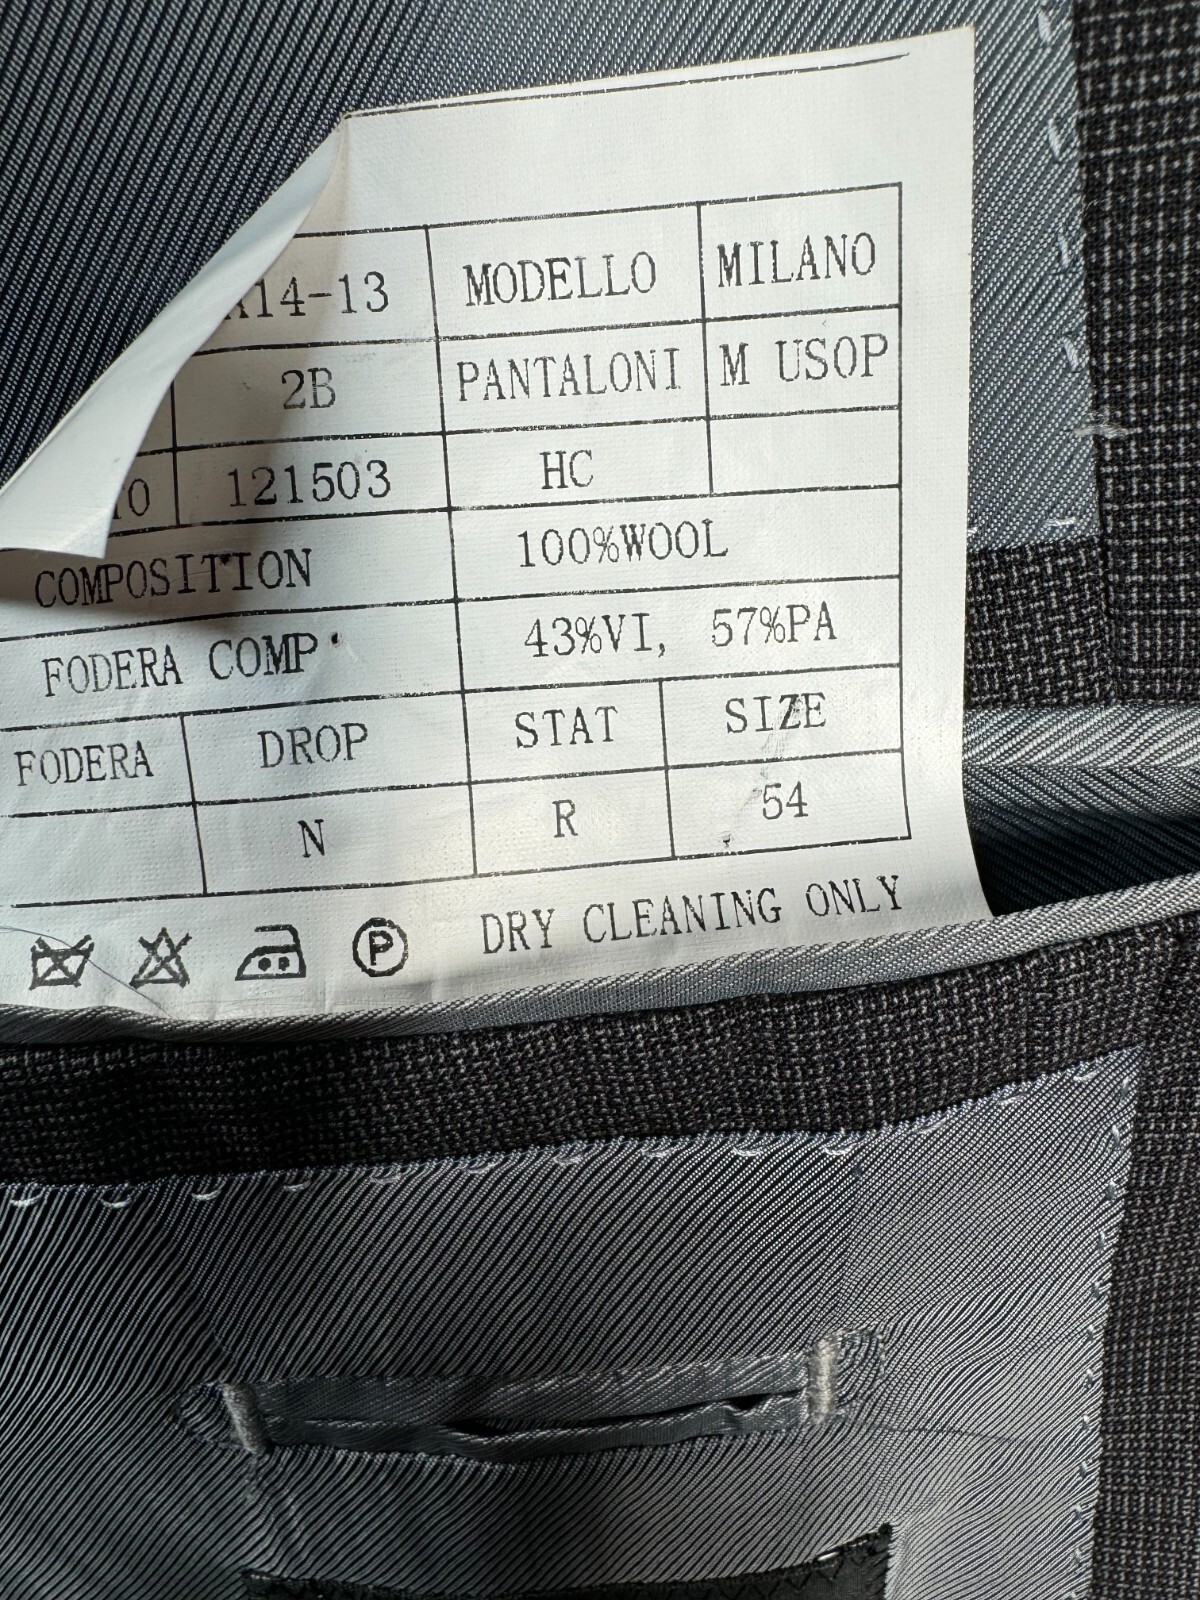 14-13 MODELLO MILANO
2B PANTALONI M USOP
121503 HC
COMPOSITION 100%WOOL
FODERA COMP. 43%VI, 57%PA
FODERA DROP STAT SIZE
N R 54
P DRY CLEANING ONLY